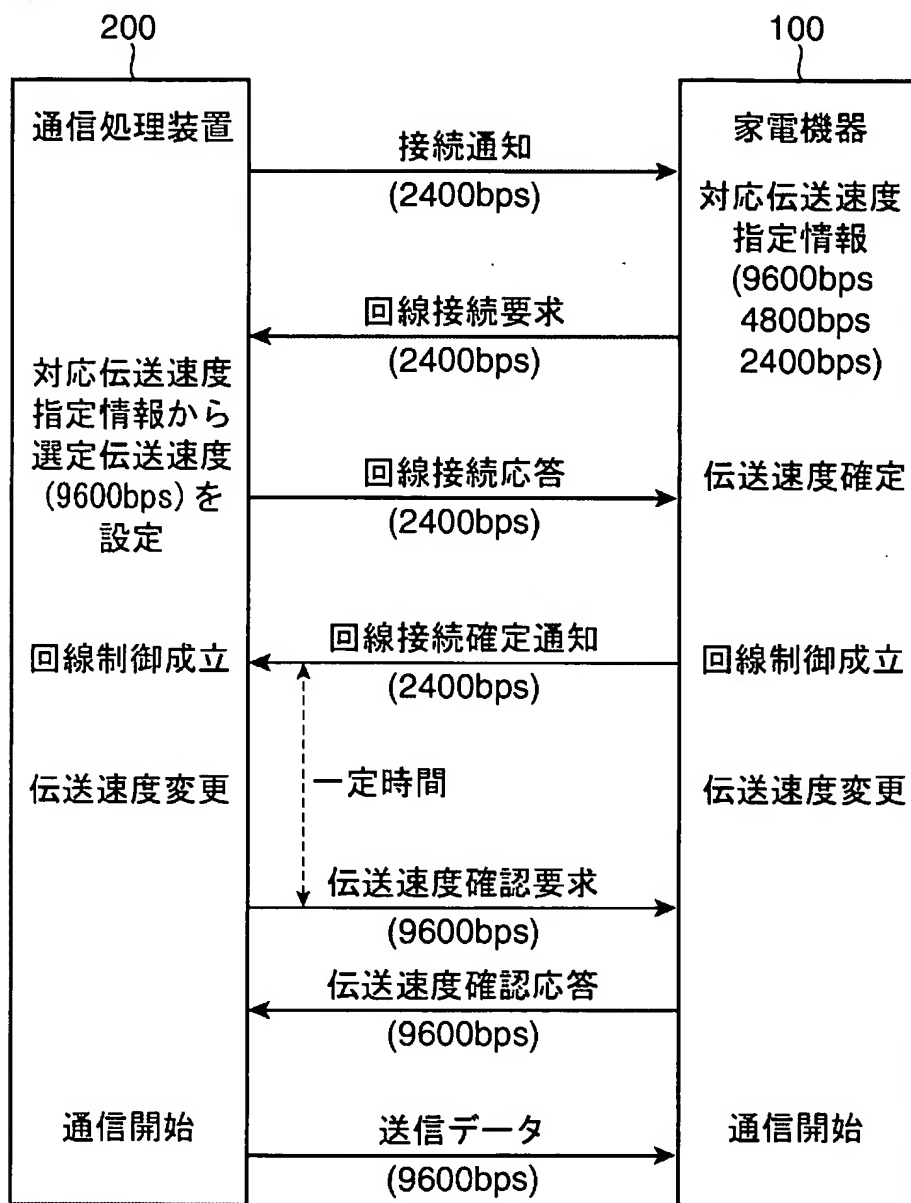 200
100
通信処理装置
家電機器
接続通知
(2400bps)
対応伝送速度
指定情報
(9600bps
4800bps
2400bps)
回線接続要求
(2400bps)
対応伝送速度
指定情報から
選定伝送速度
(9600bps)を
設定
回線接続応答
(2400bps)
伝送速度確定
回線制御成立
回線接続確定通知
(2400bps)
回線制御成立
伝送速度変更
一定時間
伝送速度変更
伝送速度確認要求
(9600bps)
伝送速度確認応答
(9600bps)
通信開始
送信データ
(9600bps)
通信開始